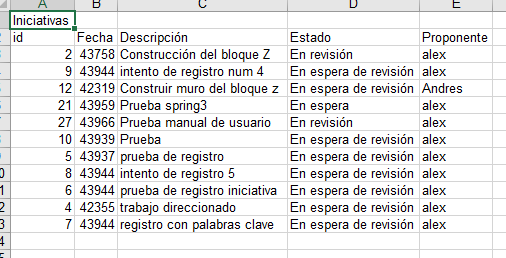 A B C D E
Iniciativas
id Fecha Descripción Estado Proponente
2 43758 Construcción del bloque Z En revisión alex
9 43944 intento de registro num 4 En espera de revisión alex
12 42319 Construir muro del bloque z En espera de revisión Andres
21 43959 Prueba spring3 En espera alex
27 43966 Prueba manual de usuario En revisión alex
10 43939 Prueba En espera de revisión alex
5 43937 prueba de registro En espera de revisión alex
8 43944 intento de registro 5 En espera de revisión alex
6 43944 prueba de registro iniciativa En espera de revisión alex
4 42355 trabajo direccionado En espera de revisión alex
7 43944 registro con palabras clave En espera de revisión alex